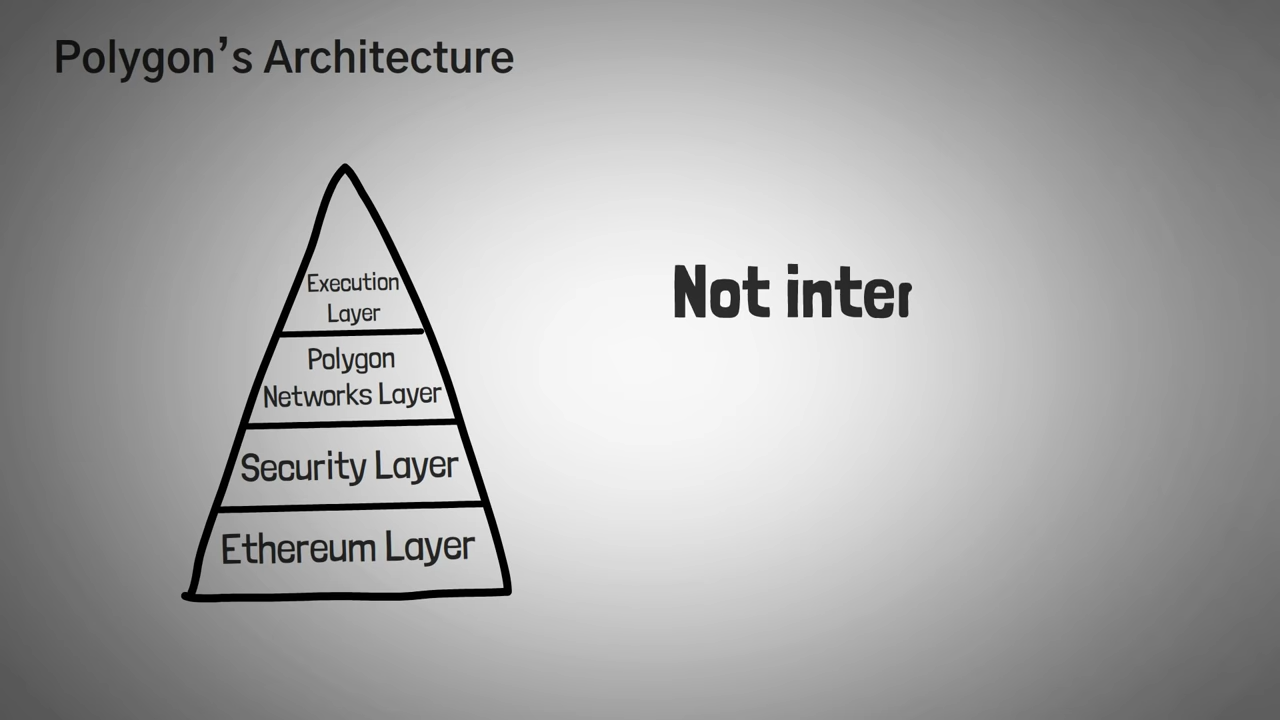 Polygon’s Architecture
Execution
Layer
Polygon
Networks Layer
Security Layer
Ethereum Layer
Not inter